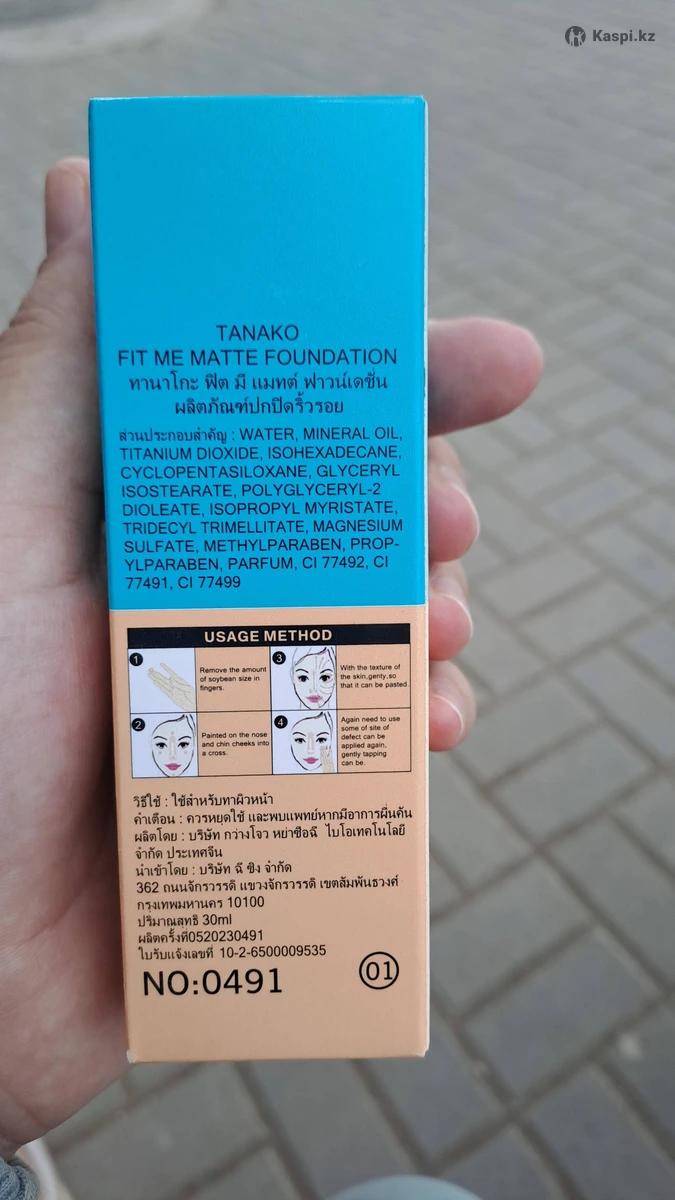 Kaspi.kz
TANAKO
FIT ME MATTE FOUNDATION
ทานาโกะ ฟิต มี แมทต์ ฟาวน์เดชั่น
ผลิตภัณฑ์ปกปิดริ้วรอย
ส่วนประกอบสำคัญ : WATER, MINERAL OIL,
TITANIUM DIOXIDE, ISOHEXADECANE,
CYCLOPENTASILOXANE, GLYCERYL
ISOSTEARATE, POLYGLYCERYL-2
DIOLEATE, ISOPROPYL MYRISTATE,
TRIDECYL TRIMELLITATE, MAGNESIUM
SULFATE, METHYLPARABEN, PROP-
YLPARABEN, PARFUM, CI 77492, CI
77491, CI 77499
USAGE METHOD
1
Remove the amount
of soybean size in
fingers.
2
Painted on the nose
and chin cheeks into
a cross.
3
With the texture of
the skin,genty,so
that it can be pasted.
4
Again need to use
some of site of
defect can be
applied again,
gently tapping
can be.
วิธีใช้ : ใช้สำหรับทาผิวหน้า
คำเตือน : ควรหยุดใช้ และพบแพทย์หากมีอาการผื่นคัน
ผลิตโดย : บริษัท กว่างโจว หย่าซือฉี ไบโอเทคโนโลยี
จำกัด ประเทศจีน
นำเข้าโดย : บริษัท ฉี ซิง จำกัด
362 ถนนจักรวรรดิ แขวงจักรวรรดิ เขตสัมพันธวงศ์
กรุงเทพมหานคร 10100
ปริมาณสุทธิ 30ml
ผลิตครั้งที่0520230491
ใบรับแจ้งเลขที่ 10-2-6500009535
NO:0491
01